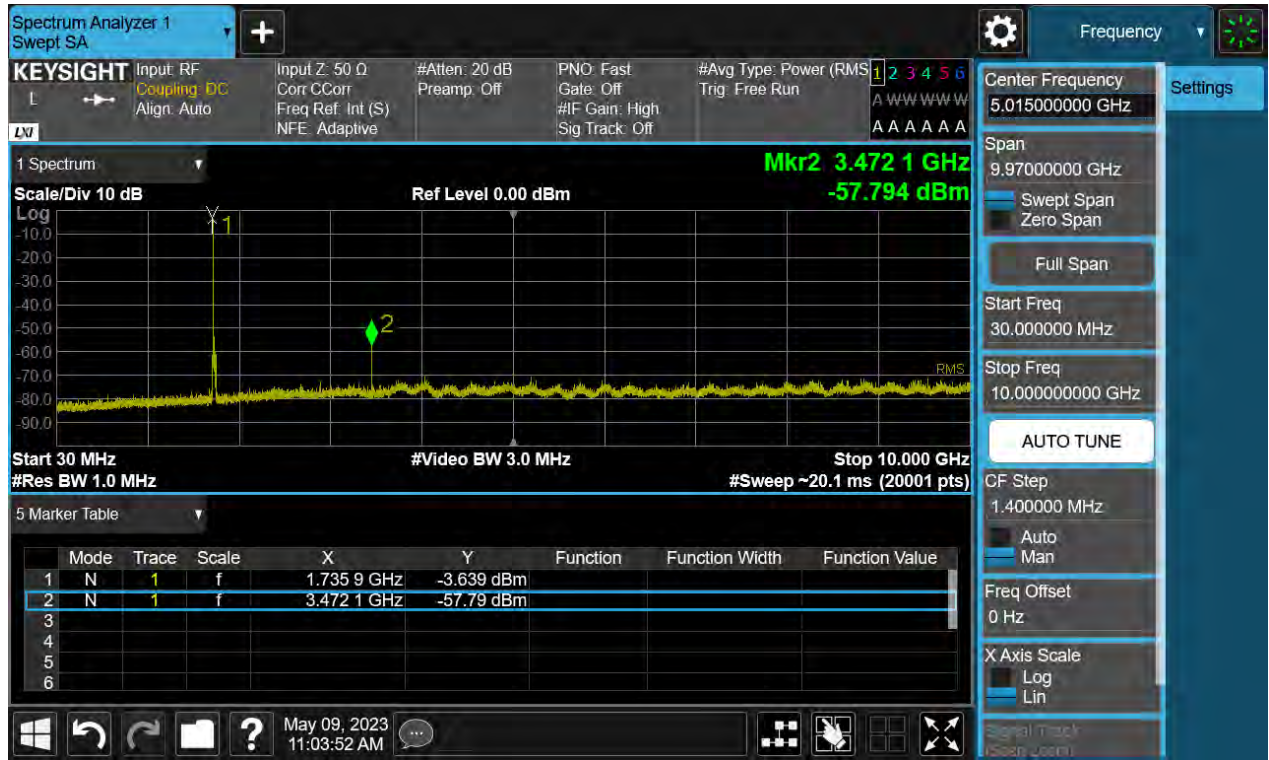 Spectrum Analyzer 1
Swept SA
+
Frequency
KEYSIGHT
L
LXI
Input: RF
Coupling: DC
Align: Auto
Input Z: 50 Ω
Corr CCorr
Freq Ref: Int (S)
NFE: Adaptive
#Atten: 20 dB
Preamp: Off
PNO: Fast
Gate: Off
#IF Gain: High
Sig Track: Off
#Avg Type: Power (RMS
Trig: Free Run
1 2 3 4 5 6
A W W W W W
A A A A A A
Center Frequency
5.015000000 GHz
Settings
1 Spectrum
Mkr2 3.472 1 GHz
Scale/Div 10 dB
Ref Level 0.00 dBm
-57.794 dBm
Log
-10.0
-20.0
-30.0
-40.0
-50.0
-60.0
-70.0
-80.0
-90.0
1
2
RMS
Start 30 MHz
#Video BW 3.0 MHz
Stop 10.000 GHz
#Res BW 1.0 MHz
#Sweep ~20.1 ms (20001 pts)
Span
9.97000000 GHz
Swept Span
Zero Span
Full Span
Start Freq
30.000000 MHz
Stop Freq
10.000000000 GHz
AUTO TUNE
CF Step
1.400000 MHz
Auto
Man
Freq Offset
0 Hz
X Axis Scale
Log
Lin
Signal Track
(Span Zoom)
5 Marker Table
Mode Trace Scale X Y Function Function Width Function Value
1 N 1 f 1.735 9 GHz -3.639 dBm
2 N 1 f 3.472 1 GHz -57.79 dBm
3
4
5
6
?
May 09, 2023
11:03:52 AM